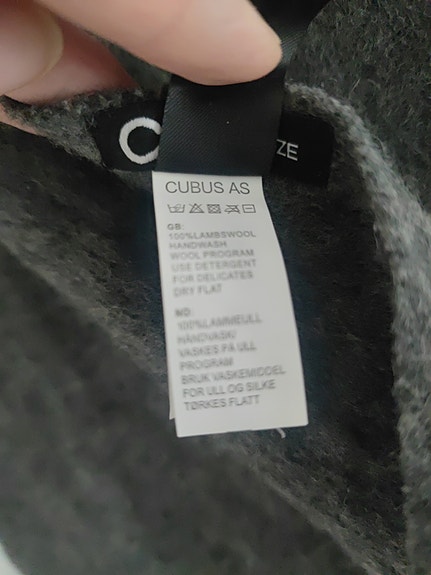 C
ZE
CUBUS AS
GB:
100%LAMBSWOOL
HANDWASH
WOOL PROGRAM
USE DETERGENT
FOR DELICATES
DRY FLAT
NO:
100%LAMMEULL
HÅNDVASK/
VASKES PÅ ULL
PROGRAM
BRUK VASKEMIDDEL
FOR ULL OG SILKE
TØRKES FLATT